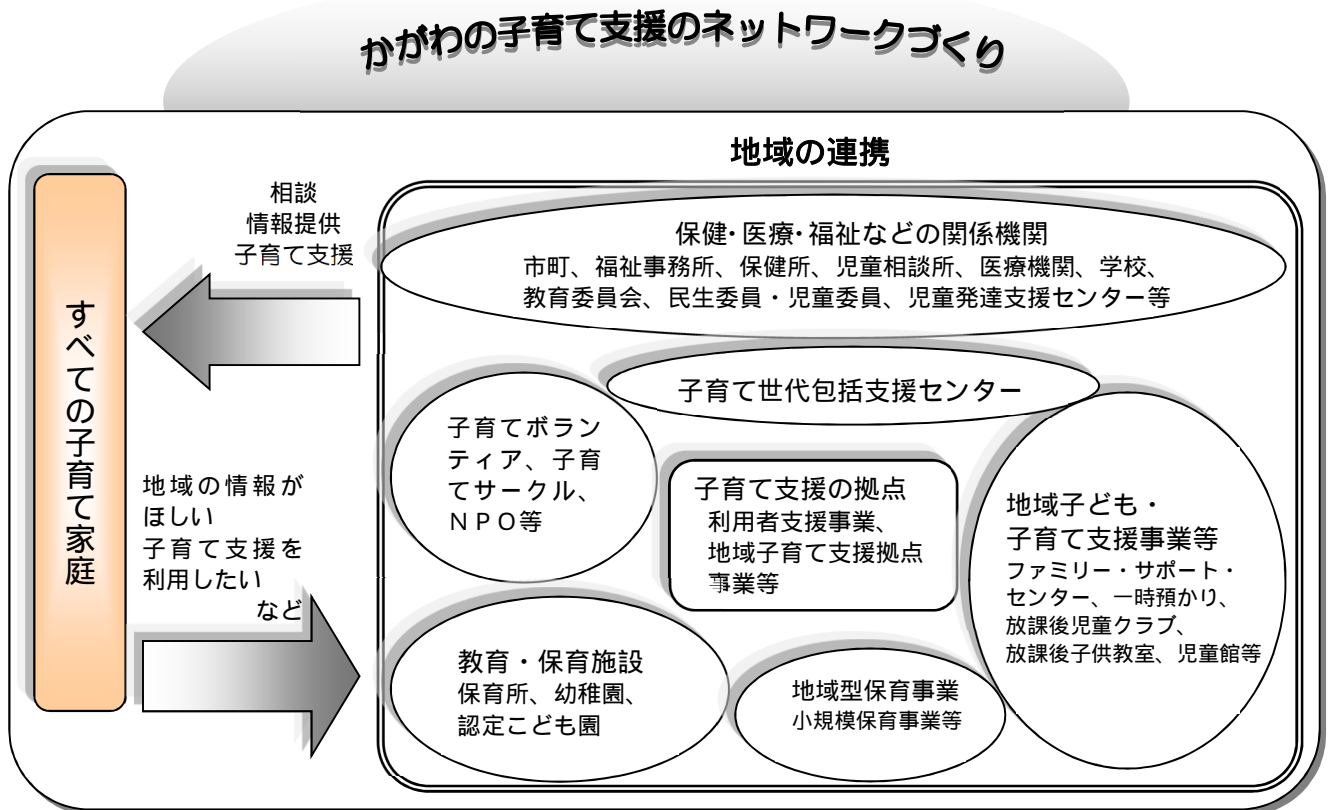 かがわの子育て支援のネットワークづくり
地域の連携
すべての子育て家庭
相談
情報提供
子育て支援
地域の情報が
ほしい
子育て支援を
利用したい
など
保健・医療・福祉などの関係機関
市町、福祉事務所、保健所、児童相談所、医療機関、学校、
教育委員会、民生委員・児童委員、児童発達支援センター等
子育て世代包括支援センター
子育てボラン
ティア、子育
てサークル、
ＮＰＯ等
子育て支援の拠点
利用者支援事業、
地域子育て支援拠点
事業等
地域子ども・
子育て支援事業等
ファミリー・サポート・
センター、一時預かり、
放課後児童クラブ、
放課後子供教室、児童館等
教育・保育施設
保育所、幼稚園、
認定こども園
地域型保育事業
小規模保育事業等